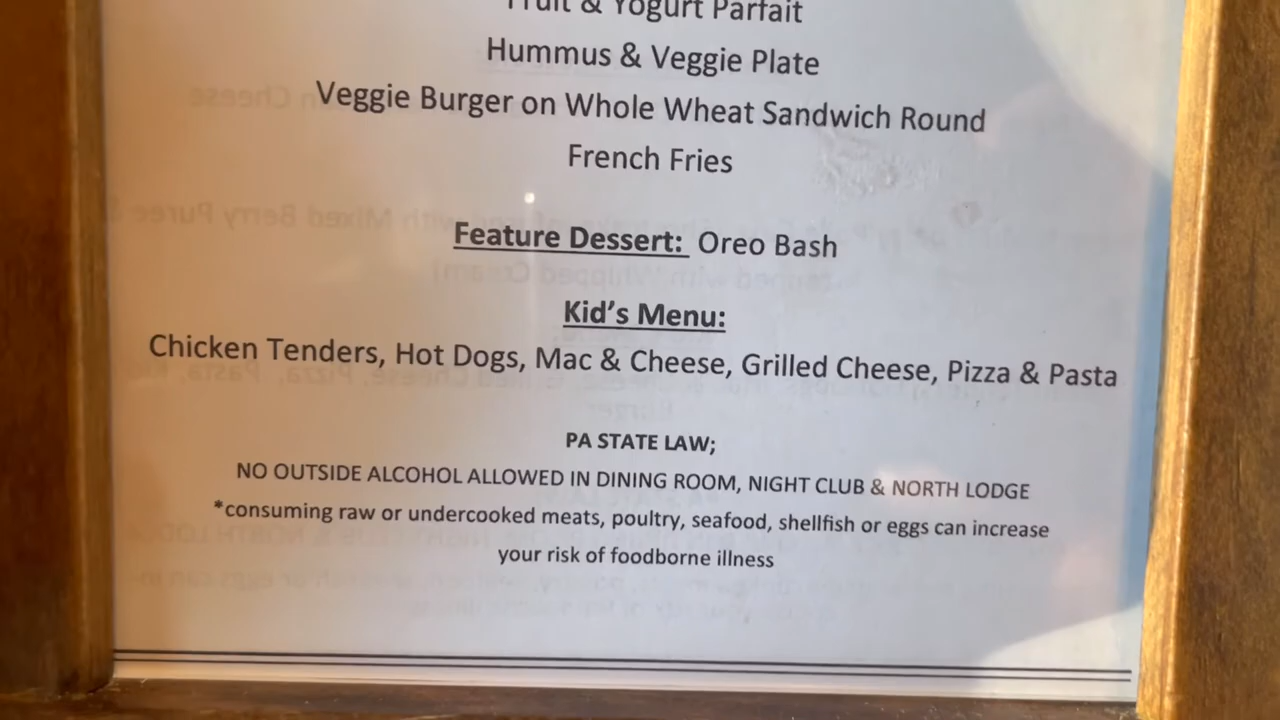 Fruit & Yogurt Parfait
Hummus & Veggie Plate
Veggie Burger on Whole Wheat Sandwich Round
French Fries
Feature Dessert: Oreo Bash
Kid's Menu:
Chicken Tenders, Hot Dogs, Mac & Cheese, Grilled Cheese, Pizza & Pasta
PA STATE LAW;
NO OUTSIDE ALCOHOL ALLOWED IN DINING ROOM, NIGHT CLUB & NORTH LODGE
*consuming raw or undercooked meats, poultry, seafood, shellfish or eggs can increase
your risk of foodborne illness